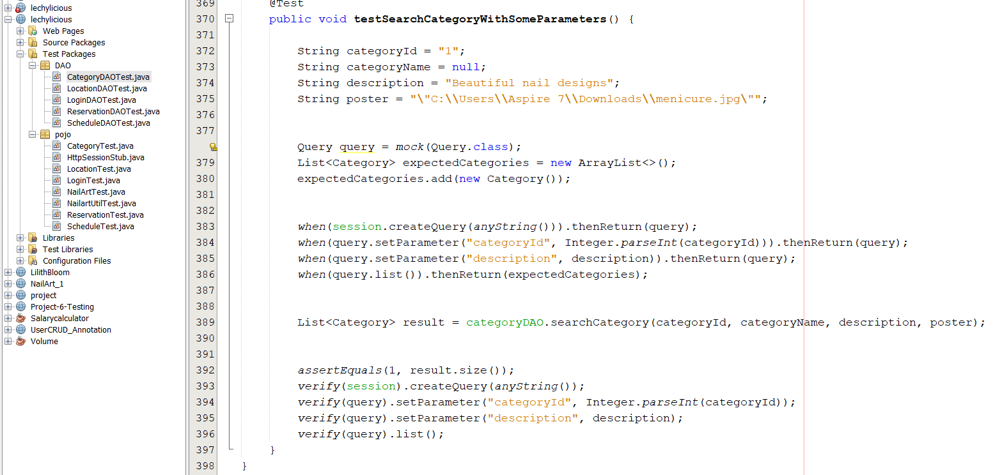 lechylicious
lechylicious
Web Pages
Source Packages
Test Packages
DAO
CategoryDAOTest.java
LocationDAOTest.java
LoginDAOTest.java
ReservationDAOTest.java
ScheduleDAOTest.java
pojo
CategoryTest.java
HttpSessionStub.java
LocationTest.java
LoginTest.java
NailArtTest.java
NailartUtilTest.java
ReservationTest.java
ScheduleTest.java
Libraries
Test Libraries
Configuration Files
LilithBloom
NailArt_1
project
Project-6-Testing
Salarycalculator
UserCRUD_Annotation
Volume
369 @Test
370 public void testSearchCategoryWithSomeParameters() {
371
372 String categoryId = "1";
373 String categoryName = null;
374 String description = "Beautiful nail designs";
375 String poster = "\"C:\\Users\\Aspire 7\\Downloads\\menicure.jpg\"";
376
377
Query query = mock(Query.class);
379 List<Category> expectedCategories = new ArrayList<>();
380 expectedCategories.add(new Category());
381
382
383 when(session.createQuery(anyString())).thenReturn(query);
384 when(query.setParameter("categoryId", Integer.parseInt(categoryId))).thenReturn(query);
385 when(query.setParameter("description", description)).thenReturn(query);
386 when(query.list()).thenReturn(expectedCategories);
387
388
389 List<Category> result = categoryDAO.searchCategory(categoryId, categoryName, description, poster);
390
391
392 assertEquals(1, result.size());
393 verify(session).createQuery(anyString());
394 verify(query).setParameter("categoryId", Integer.parseInt(categoryId));
395 verify(query).setParameter("description", description);
396 verify(query).list();
397 }
398 }